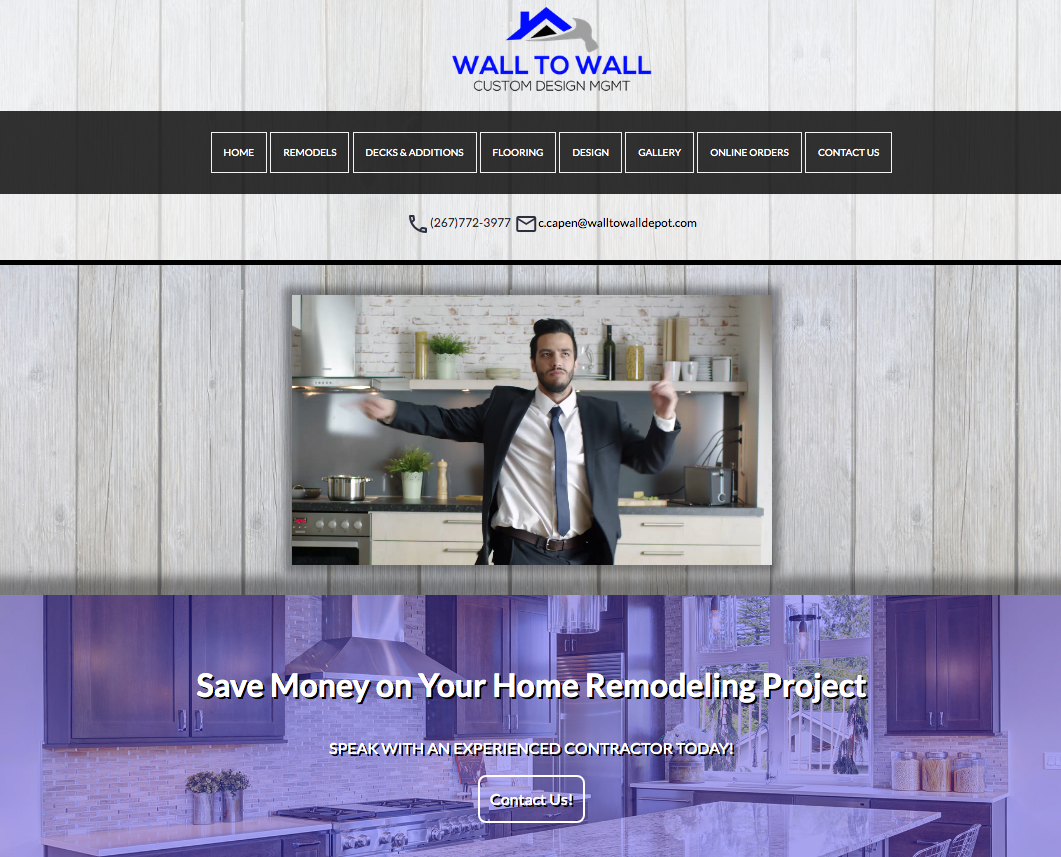 WALL TO WALL
CUSTOM DESIGN MGMT
HOME REMODELS DECKS & ADDITIONS FLOORING DESIGN GALLERY ONLINE ORDERS CONTACT US
(267)772-3977 c.capen@walltowalldepot.com
Save Money on Your Home Remodeling Project
SPEAK WITH AN EXPERIENCED CONTRACTOR TODAY!
Contact Us!